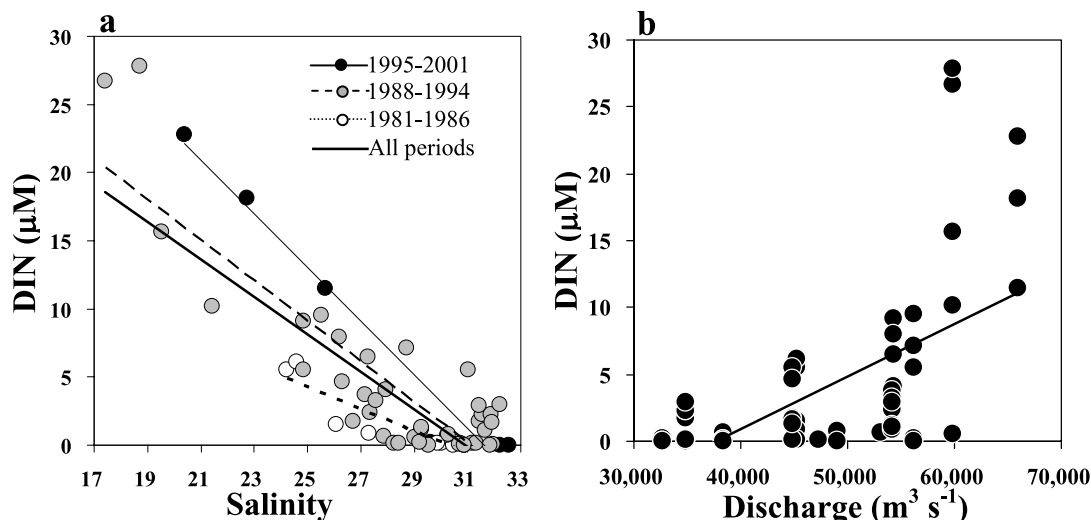 a
30
25
20
15
10
5
0
DIN (µM)
17 19 21 23 25 27 29 31 33
Salinity
1995-2001
1988-1994
1981-1986
All periods
b
30
25
20
15
10
5
0
DIN (µM)
30,000 40,000 50,000 60,000 70,000
Discharge (m³ s⁻¹)